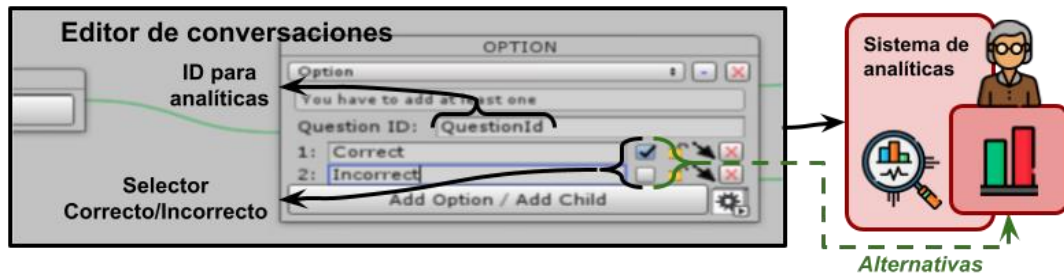 Editor de conversaciones
OPTION
ID para
analíticas
Option
You have to add at least one
Question ID: QuestionId
1: Correct
2: Incorrect
Selector
Correcto/Incorrecto
Add Option / Add Child
Sistema de
analíticas
Alternativas